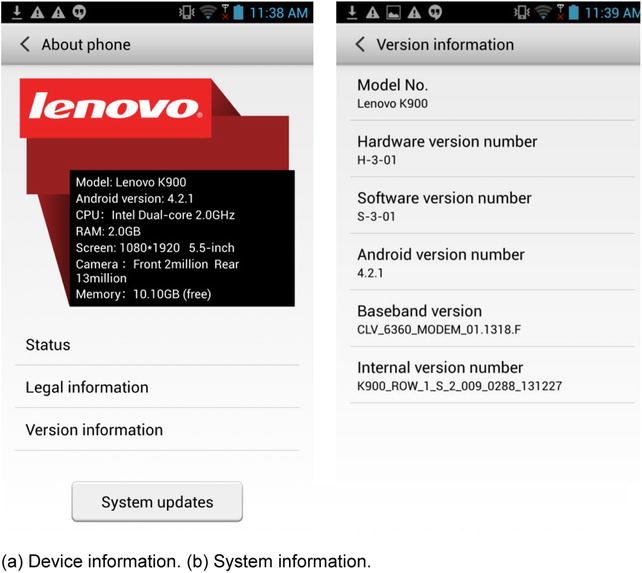 11:38 AM
About phone
lenovo.
Model: Lenovo K900
Android version: 4.2.1
CPU: Intel Dual-core 2.0GHz
RAM: 2.0GB
Screen: 1080*1920 5.5-inch
Camera : Front 2million Rear
13million
Memory: 10.10GB (free)
Status
Legal information
Version information
System updates
11:39 AM
Version information
Model No.
Lenovo K900
Hardware version number
H-3-01
Software version number
S-3-01
Android version number
4.2.1
Baseband version
CLV_6360_MODEM_01.1318.F
Internal version number
K900_ROW_1_S_2_009_0288_131227
(a) Device information. (b) System information.